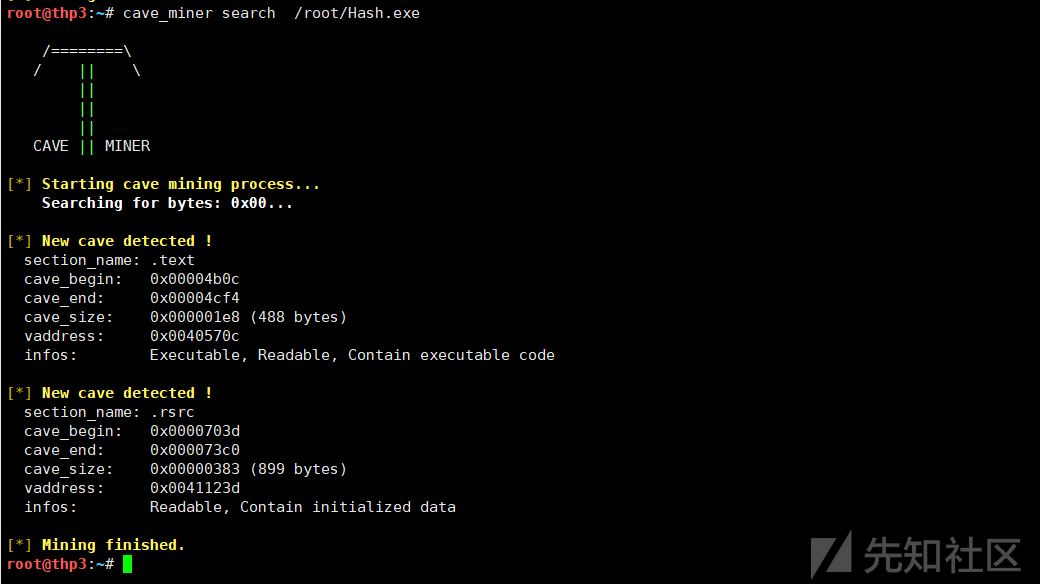 root@thp3:~# cave_miner search  /root/Hash.exe
/========\
/    ||    \
||
||
||
CAVE || MINER
[*] Starting cave mining process...
Searching for bytes: 0x00...
[*] New cave detected !
section_name: .text
cave_begin:   0x00004b0c
cave_end:     0x00004cf4
cave_size:    0x000001e8 (488 bytes)
vaddress:     0x0040570c
infos:        Executable, Readable, Contain executable code
[*] New cave detected !
section_name: .rsrc
cave_begin:   0x0000703d
cave_end:     0x000073c0
cave_size:    0x00000383 (899 bytes)
vaddress:     0x0041123d
infos:        Readable, Contain initialized data
[*] Mining finished.
root@thp3:~#
先知社区